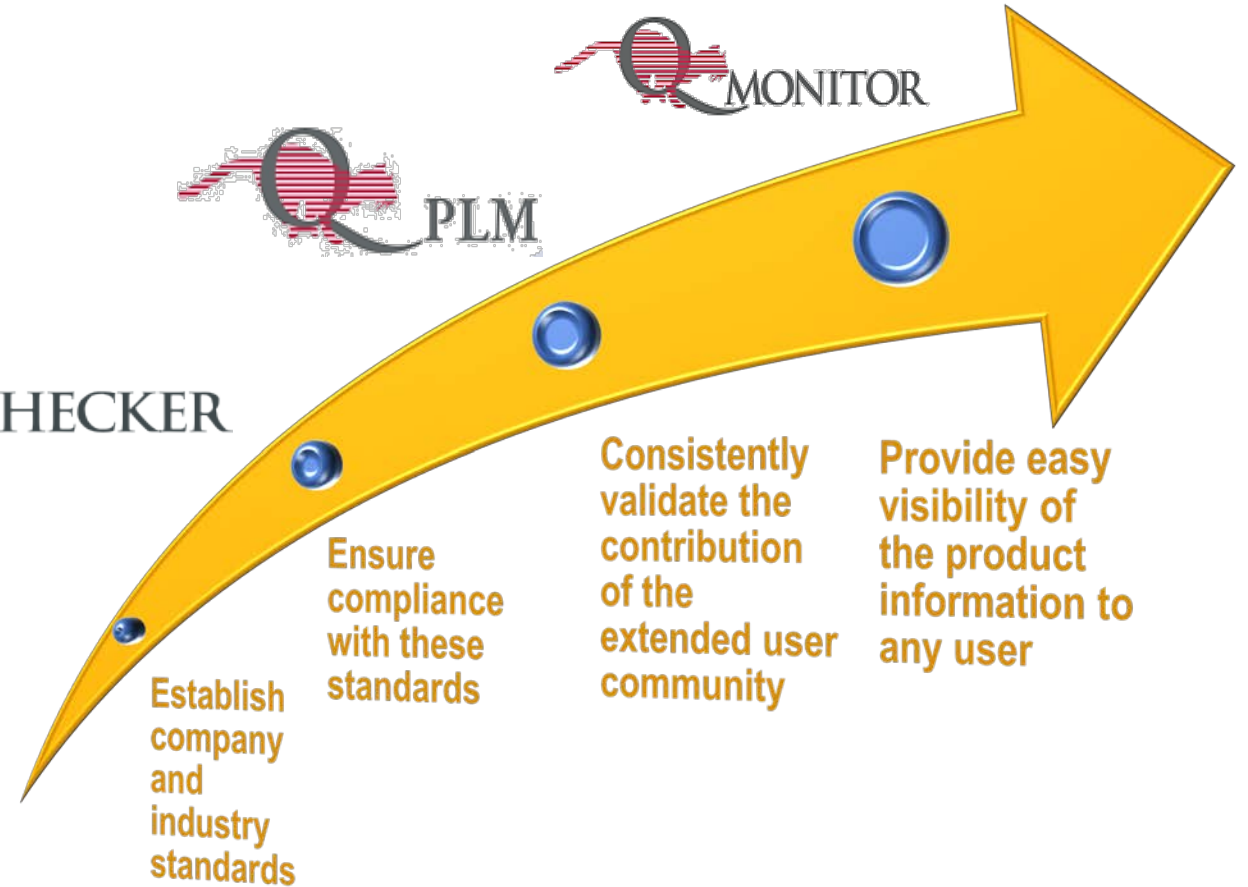 Q MONITOR
Q PLM
HECKER
Establish
company
and
industry
standards
Ensure
compliance
with these
standards
Consistently
validate the
contribution
of the
extended user
community
Provide easy
visibility of
the product
information to
any user